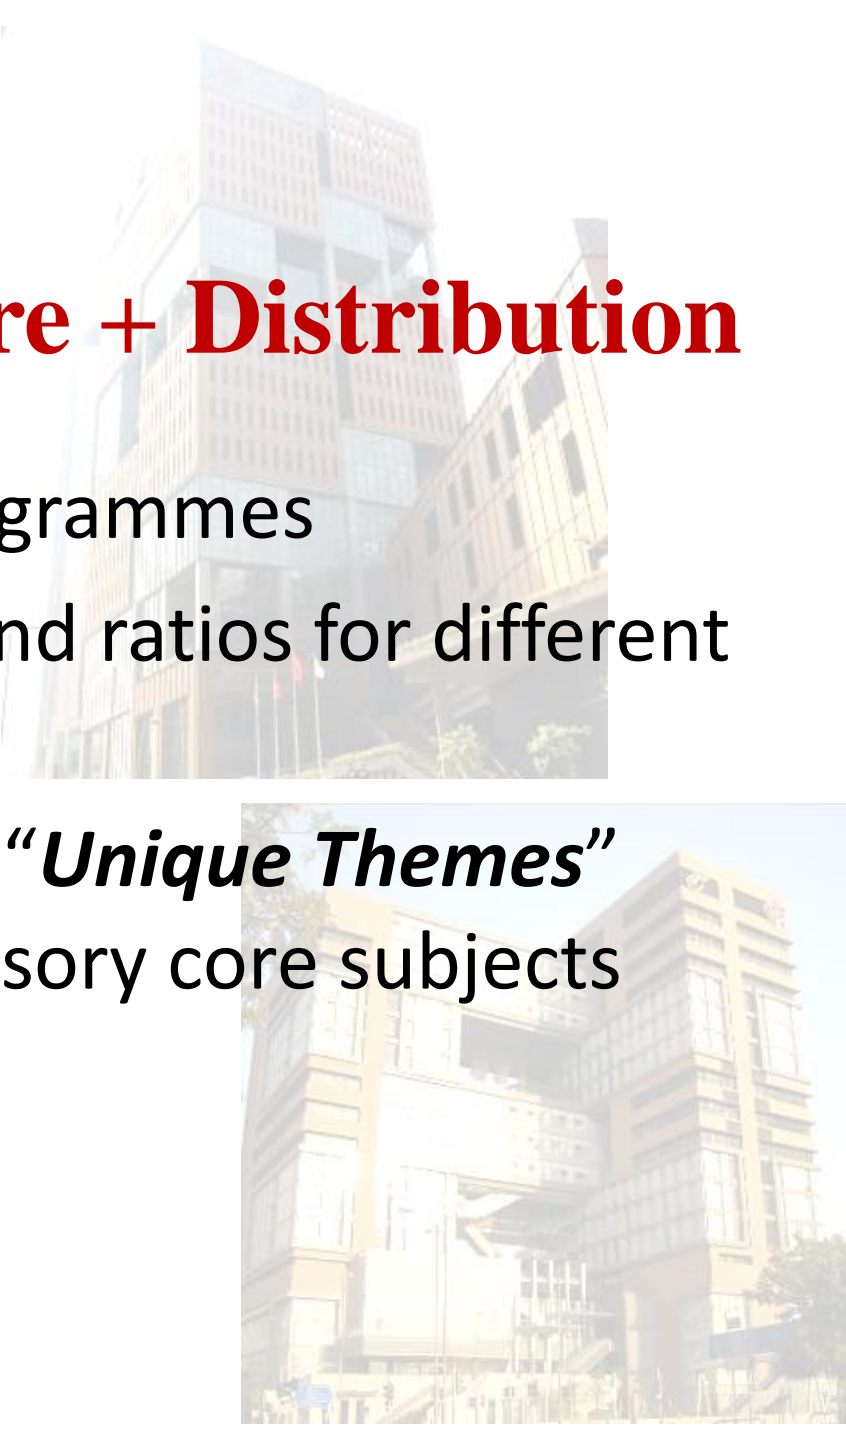 re + Distribution
grammes
nd ratios for different
“Unique Themes”
sory core subjects